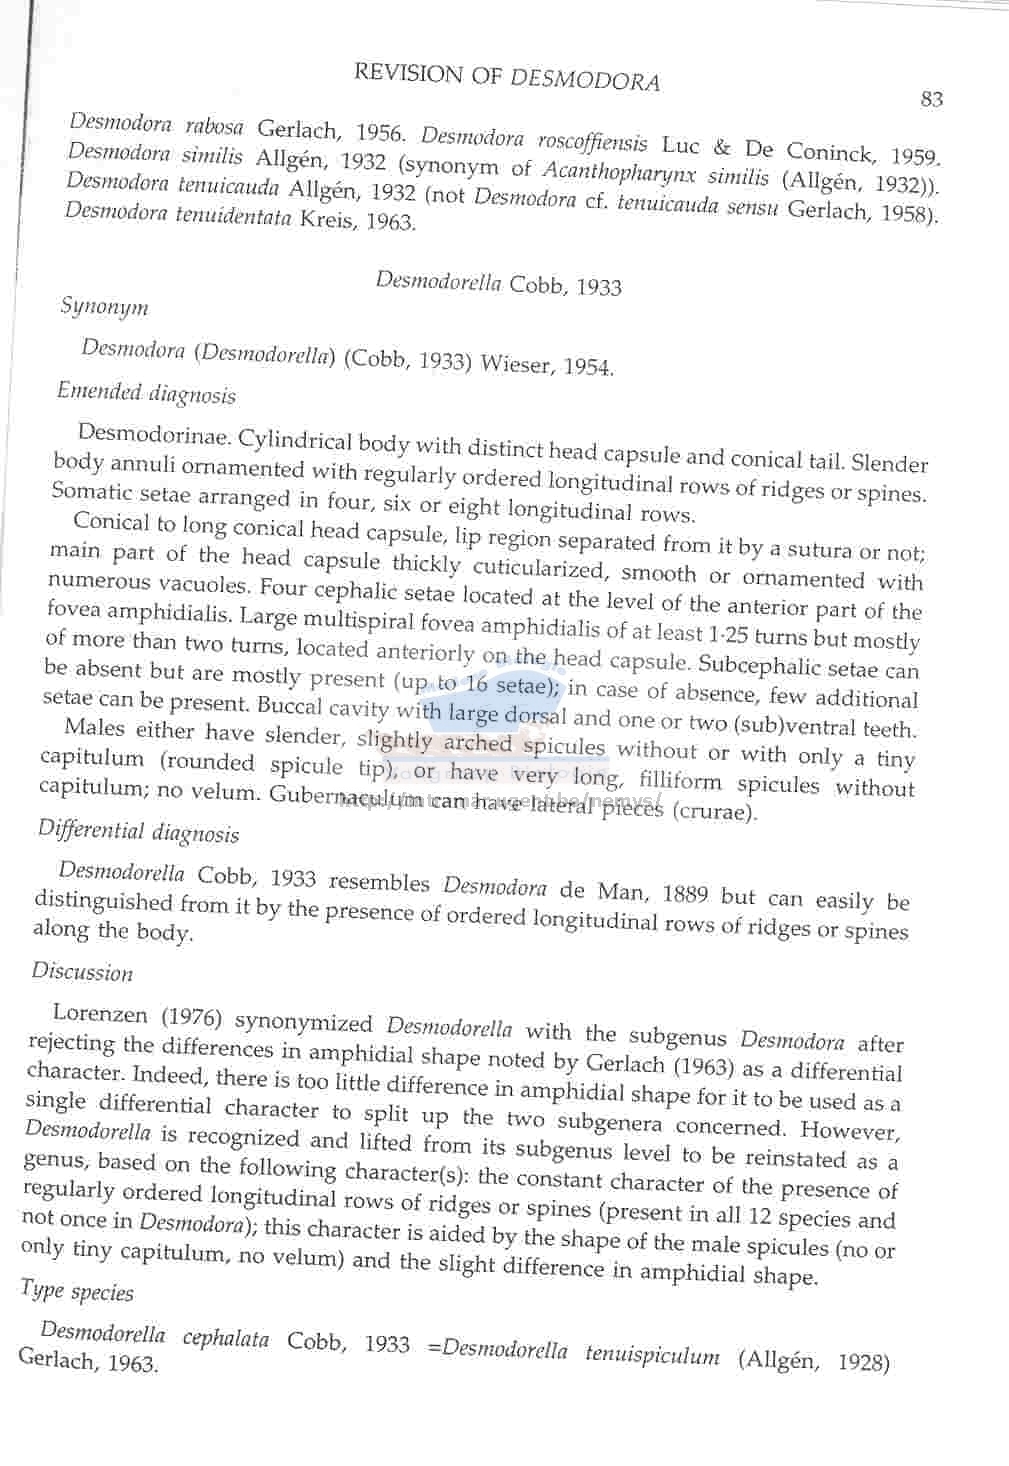 REVISION OF DESMODORA
83
Desmodora rabosa Gerlach, 1956. Desmodora roscoffiensis Luc & De Coninck, 1959.
Desmodora similis Allgén, 1932 (synonym of Acanthopharynx similis (Allgén, 1932)).
Desmodora tenuicauda Allgén, 1932 (not Desmodora cf. tenuicauda sensu Gerlach, 1958).
Desmodora tenuidentata Kreis, 1963.
Desmodorella Cobb, 1933
Synonym
Desmodora (Desmodorella) (Cobb, 1933) Wieser, 1954.
Emended diagnosis
Desmodorinae. Cylindrical body with distinct head capsule and conical tail. Slender
body annuli ornamented with regularly ordered longitudinal rows of ridges or spines.
Somatic setae arranged in four, six or eight longitudinal rows.
Conical to long conical head capsule, lip region separated from it by a sutura or not;
main part of the head capsule thickly cuticularized, smooth or ornamented with
numerous vacuoles. Four cephalic setae located at the level of the anterior part of the
fovea amphidialis. Large multispiral fovea amphidialis of at least 1·25 turns but mostly
of more than two turns, located anteriorly on the head capsule. Subcephalic setae can
be absent but are mostly present (up to 16 setae); in case of absence, few additional
setae can be present. Buccal cavity with large dorsal and one or two (sub)ventral teeth.
Males either have slender, slightly arched spicules without or with only a tiny
capitulum (rounded spicule tip), or have very long, filliform spicules without
capitulum; no velum. Gubernaculum can have lateral pieces (crurae).
Differential diagnosis
Desmodorella Cobb, 1933 resembles Desmodora de Man, 1889 but can easily be
distinguished from it by the presence of ordered longitudinal rows of ridges or spines
along the body.
Discussion
Lorenzen (1976) synonymized Desmodorella with the subgenus Desmodora after
rejecting the differences in amphidial shape noted by Gerlach (1963) as a differential
character. Indeed, there is too little difference in amphidial shape for it to be used as a
single differential character to split up the two subgenera concerned. However,
Desmodorella is recognized and lifted from its subgenus level to be reinstated as a
genus, based on the following character(s): the constant character of the presence of
regularly ordered longitudinal rows of ridges or spines (present in all 12 species and
not once in Desmodora); this character is aided by the shape of the male spicules (no or
only tiny capitulum, no velum) and the slight difference in amphidial shape.
Type species
Desmodorella cephalata Cobb, 1933 =Desmodorella tenuispiculum (Allgén, 1928)
Gerlach, 1963.